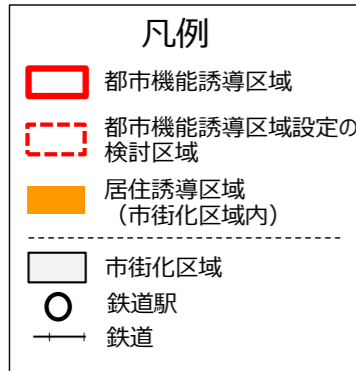 凡例
都市機能誘導区域
都市機能誘導区域設定の
検討区域
居住誘導区域
（市街化区域内）
市街化区域
鉄道駅
鉄道